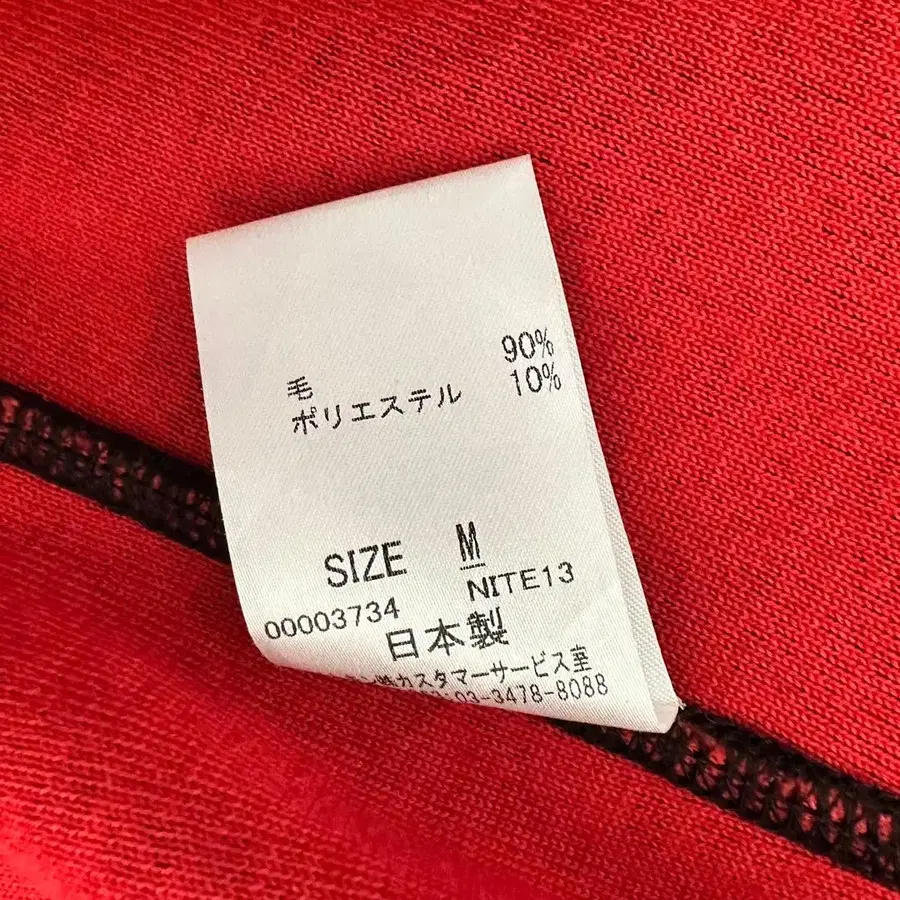 毛 90%
ポリエステル 10%
SIZE M
00003734 NITE13
日本製
カスタマーサービス室
03-3478-8088